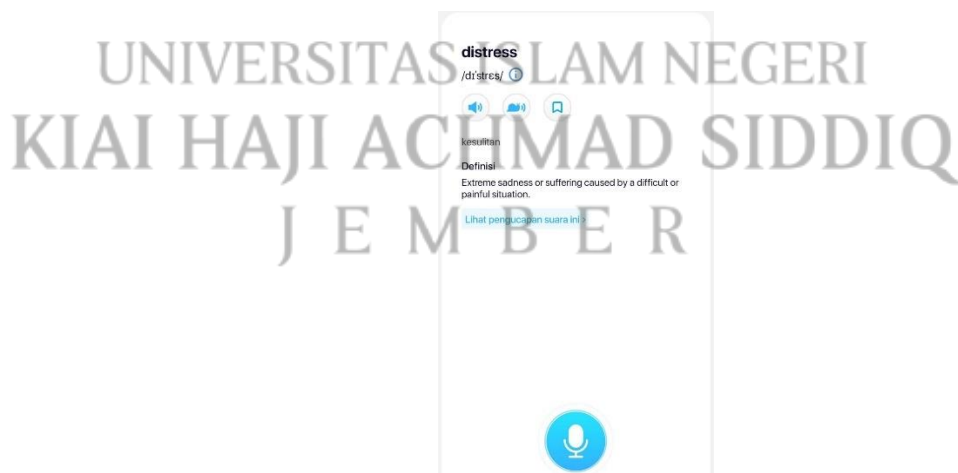 distress
UNIVERSITAS ISLAM NEGERI
/dɪˈstrɛs/
KIAI HAJI ACHMAD SIDDIQ
kesulitan
Definisi
Extreme sadness or suffering caused by a difficult or
painful situation.
Lihat pengucapan suara ini >
J E M B E R